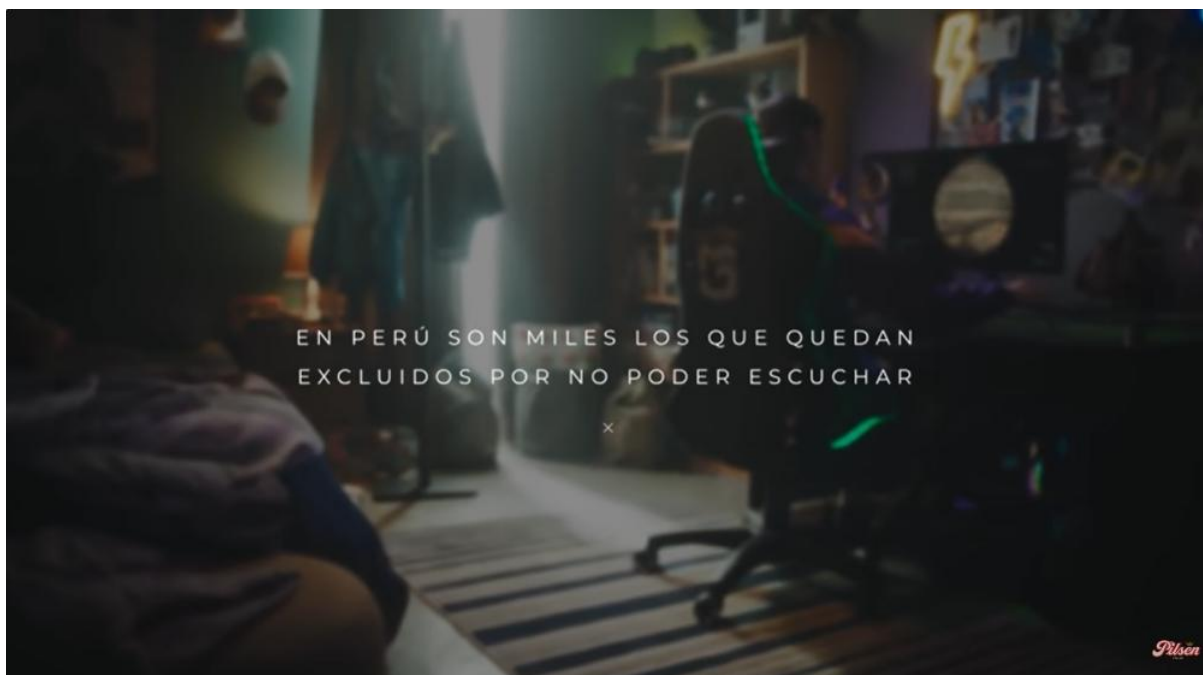 EN PERÚ SON MILES LOS QUE QUEDAN
EXCLUIDOS POR NO PODER ESCUCHAR
×
Pilsen